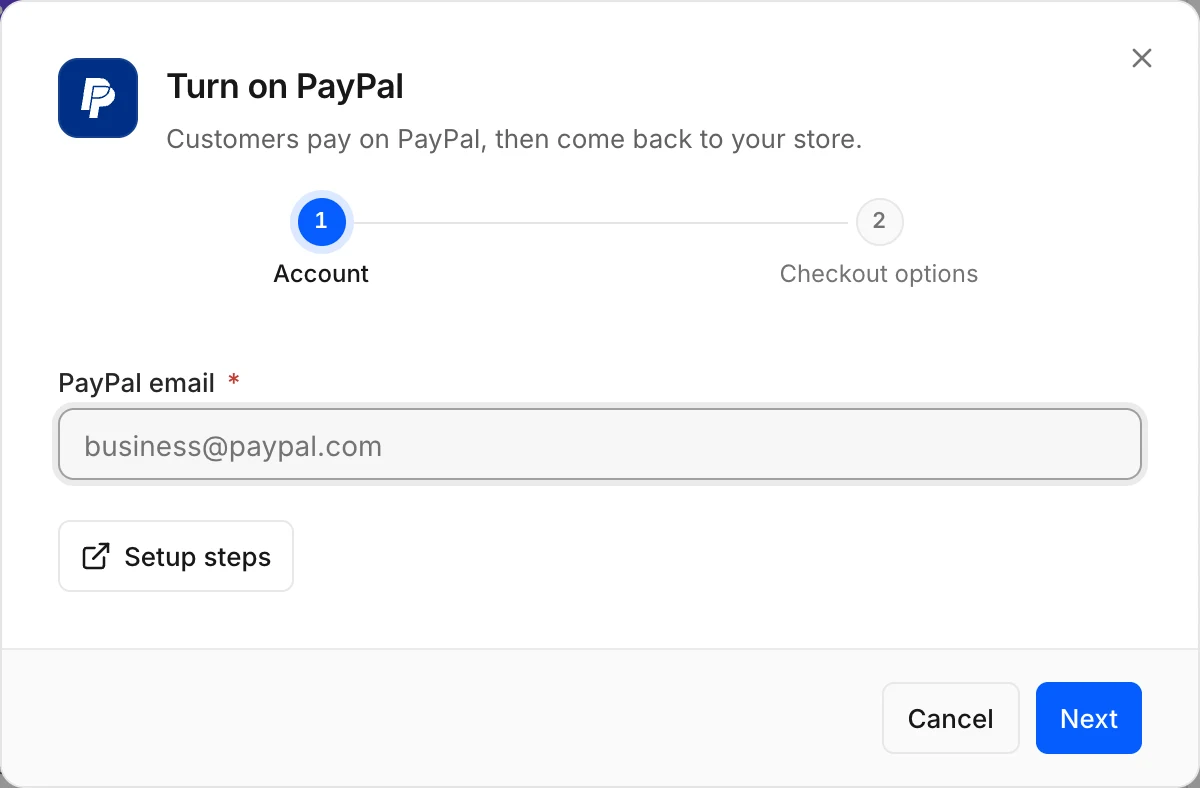 Turn on PayPal
Customers pay on PayPal, then come back to your store.
1
2
Account
Checkout options
PayPal email *
business@paypal.com
Setup steps
Cancel
Next